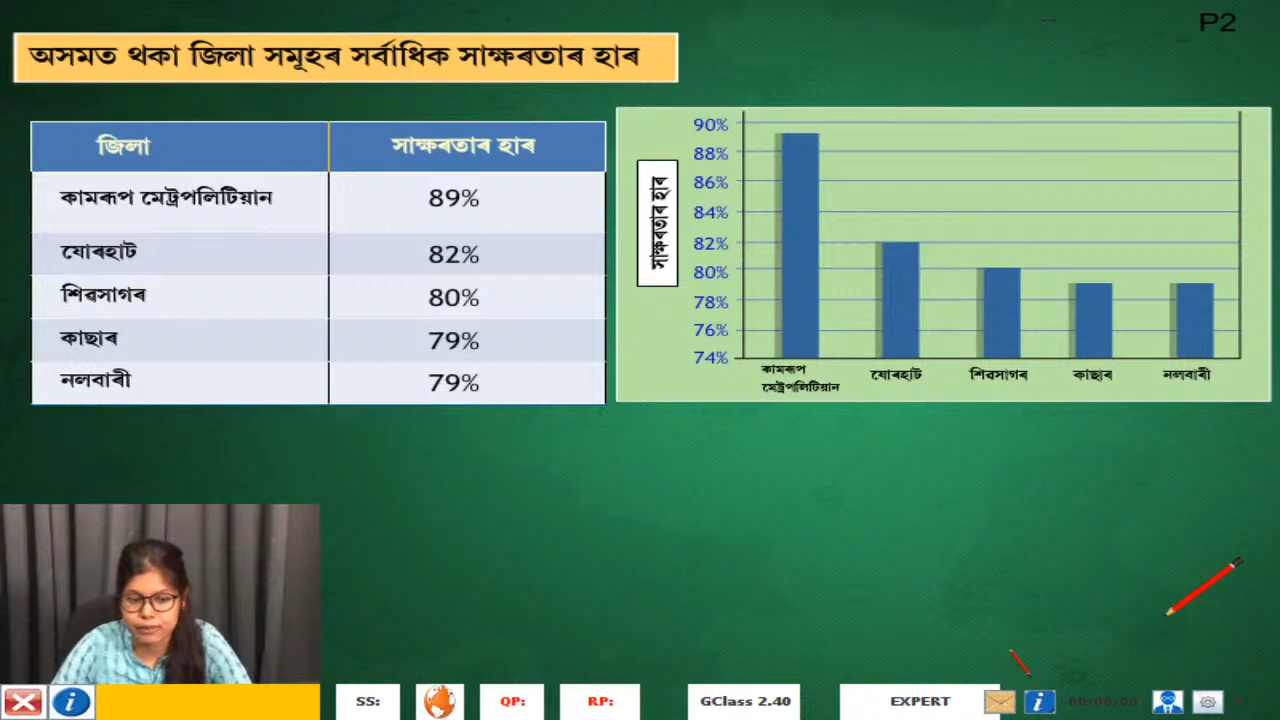 P2
অসমত থকা জিলা সমূহৰ সৰ্বাধিক সাক্ষৰতাৰ হাৰ
জিলা সাক্ষৰতাৰ হাৰ
কামৰূপ মেট্ৰপলিটিয়ান 89%
যোৰহাট 82%
শিৱসাগৰ 80%
কাছাৰ 79%
নলবাৰী 79%
সাক্ষৰতাৰ হাৰ
90%
88%
86%
84%
82%
80%
78%
76%
74%
কামৰূপ
মেট্ৰপলিটিয়ান
যোৰহাট
শিৱসাগৰ
কাছাৰ
নলবাৰী
SS: QP: RP: GClass 2.40 EXPERT